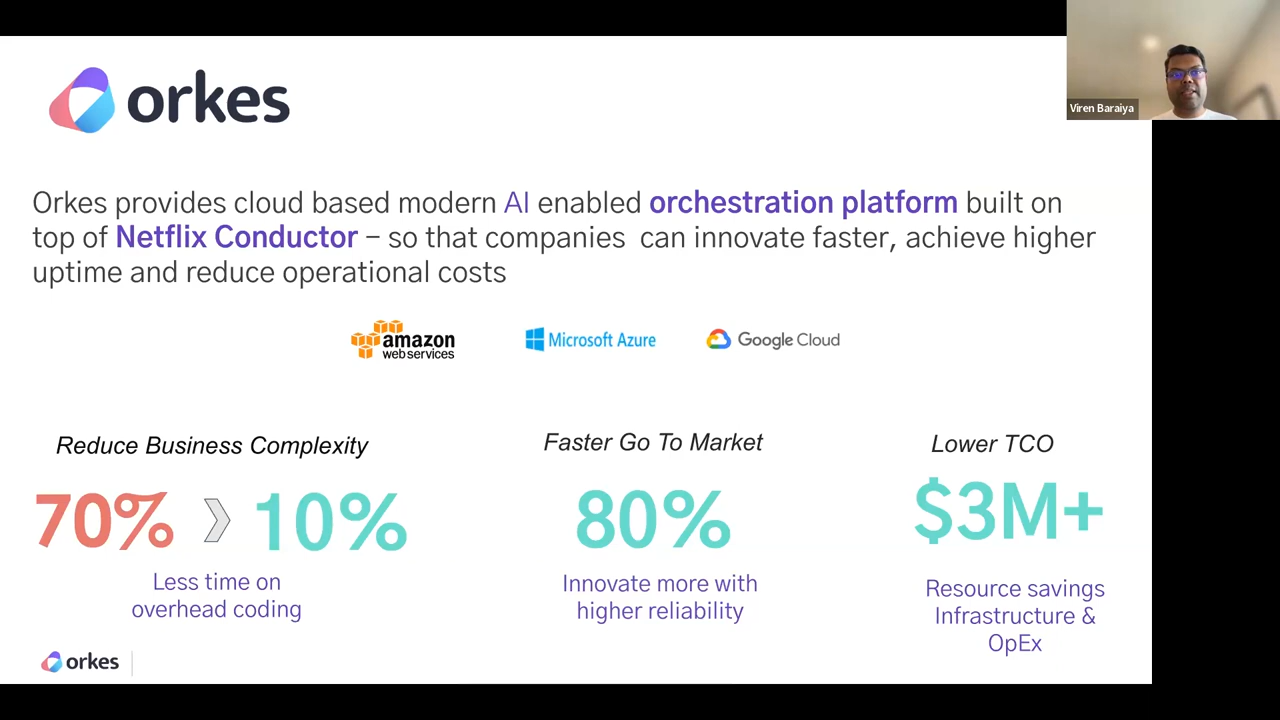 Viren Baraiya
orkes
Orkes provides cloud based modern AI enabled orchestration platform built on
top of Netflix Conductor – so that companies can innovate faster, achieve higher
uptime and reduce operational costs
amazon
webservices
Microsoft Azure
Google Cloud
Reduce Business Complexity
70% 10%
Less time on
overhead coding
Faster Go To Market
80%
Innovate more with
higher reliability
Lower TCO
$3M+
Resource savings
Infrastructure &
OpEx
orkes